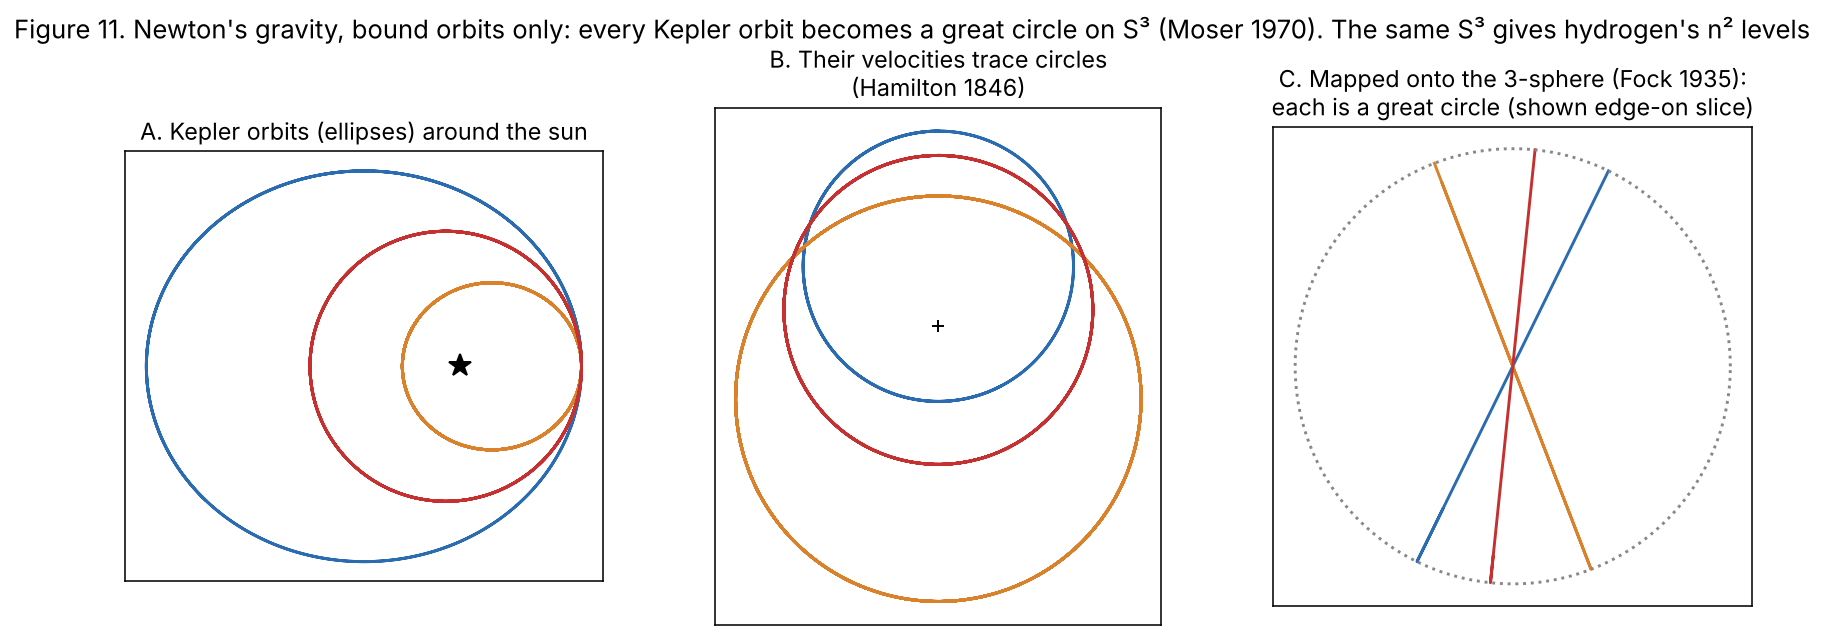 Figure 11. Newton's gravity, bound orbits only: every Kepler orbit becomes a great circle on S³ (Moser 1970). The same S³ gives hydrogen's n² levels
A. Kepler orbits (ellipses) around the sun
B. Their velocities trace circles
(Hamilton 1846)
C. Mapped onto the 3-sphere (Fock 1935):
each is a great circle (shown edge-on slice)